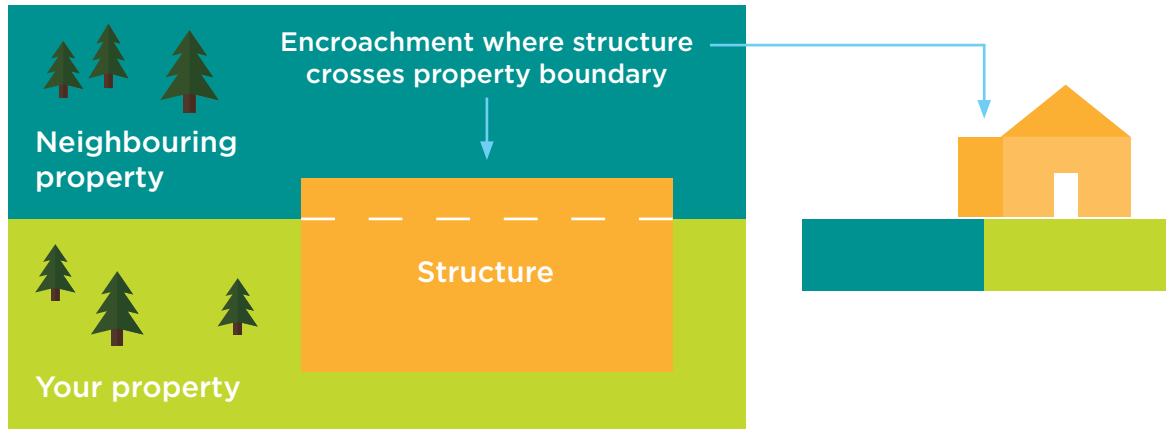 Encroachment where structure
crosses property boundary
Neighbouring
property
Structure
Your property